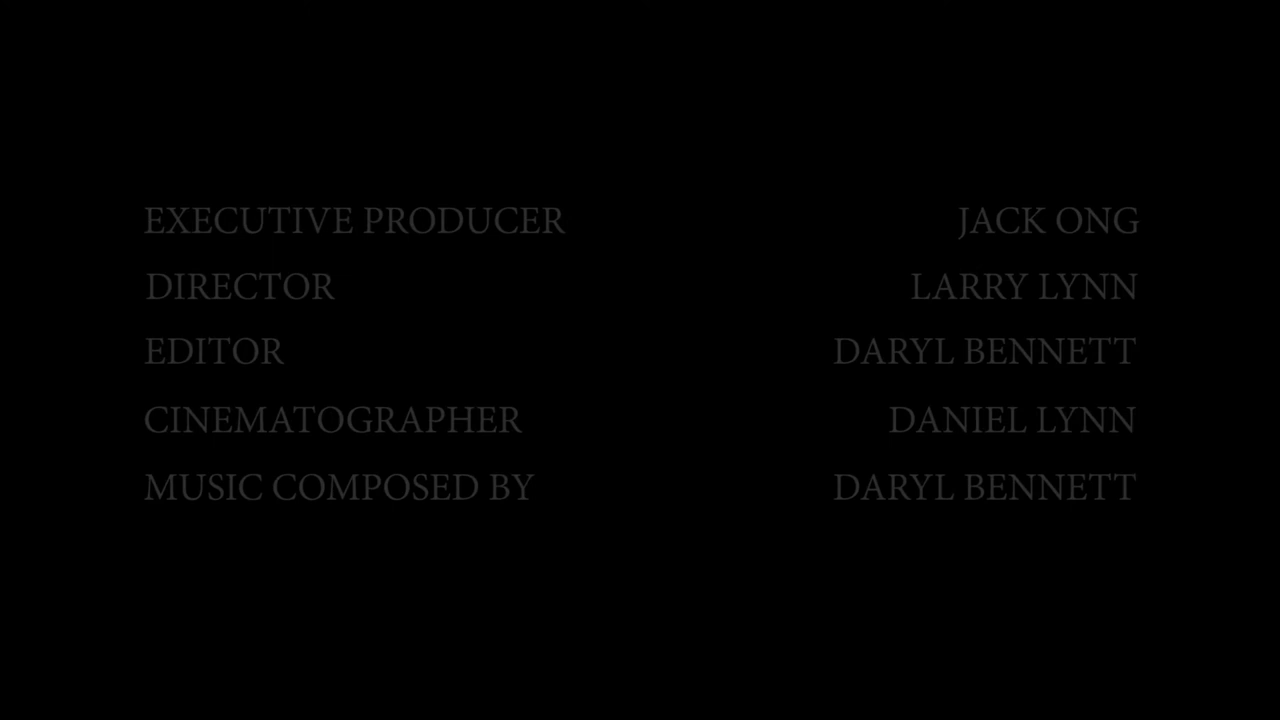 EXECUTIVE PRODUCER JACK ONG
DIRECTOR LARRY LYNN
EDITOR DARYL BENNETT
CINEMATOGRAPHER DANIEL LYNN
MUSIC COMPOSED BY DARYL BENNETT